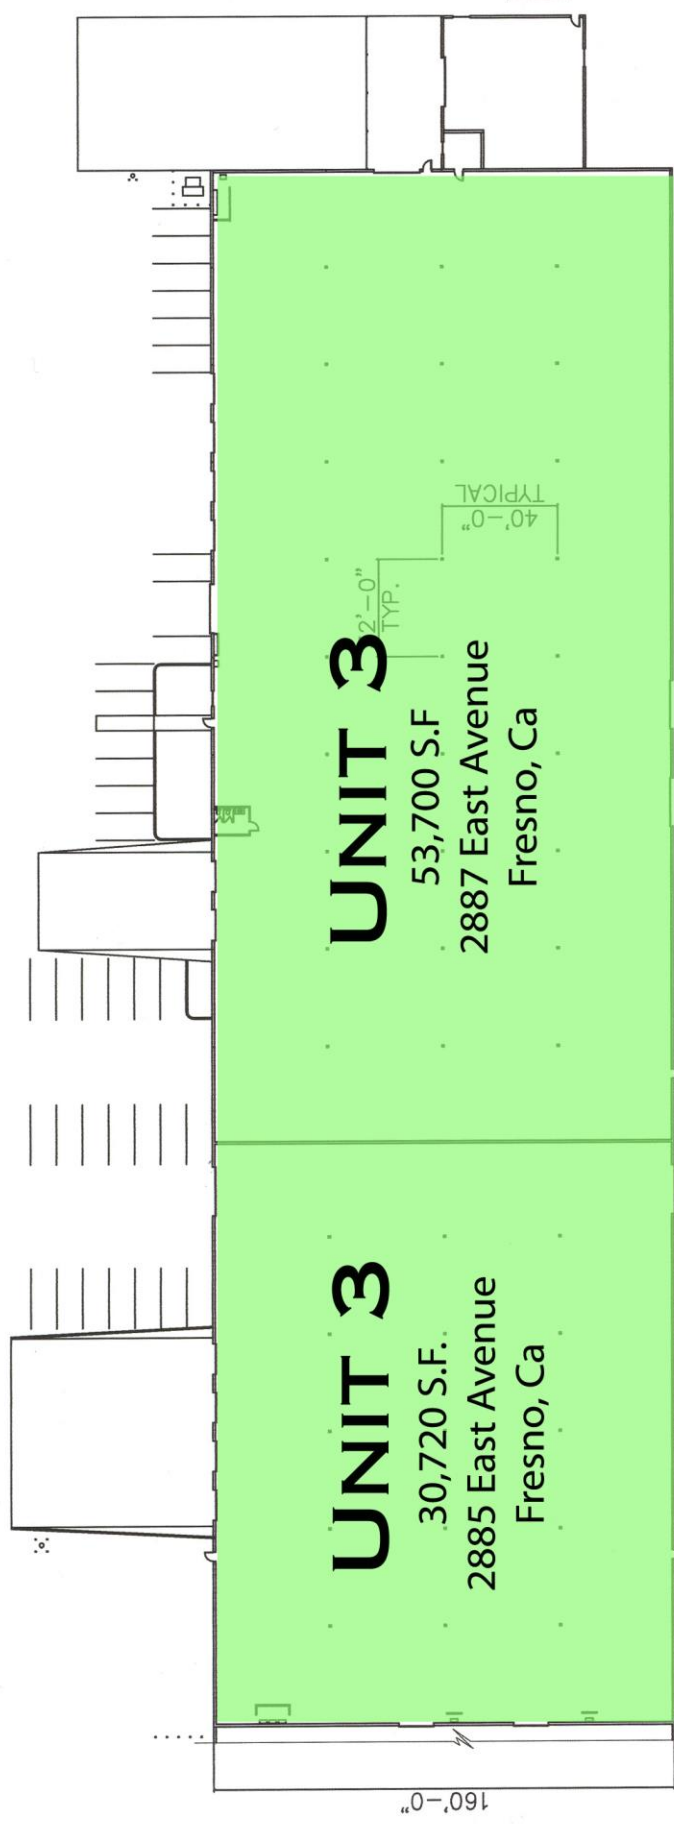 UNIT 3
30,720 S.F.
2885 East Avenue
Fresno, Ca
UNIT 3
53,700 S.F
2887 East Avenue
Fresno, Ca
2'-0"
TYP.
40'-0"
TYPICAL
160'-0"